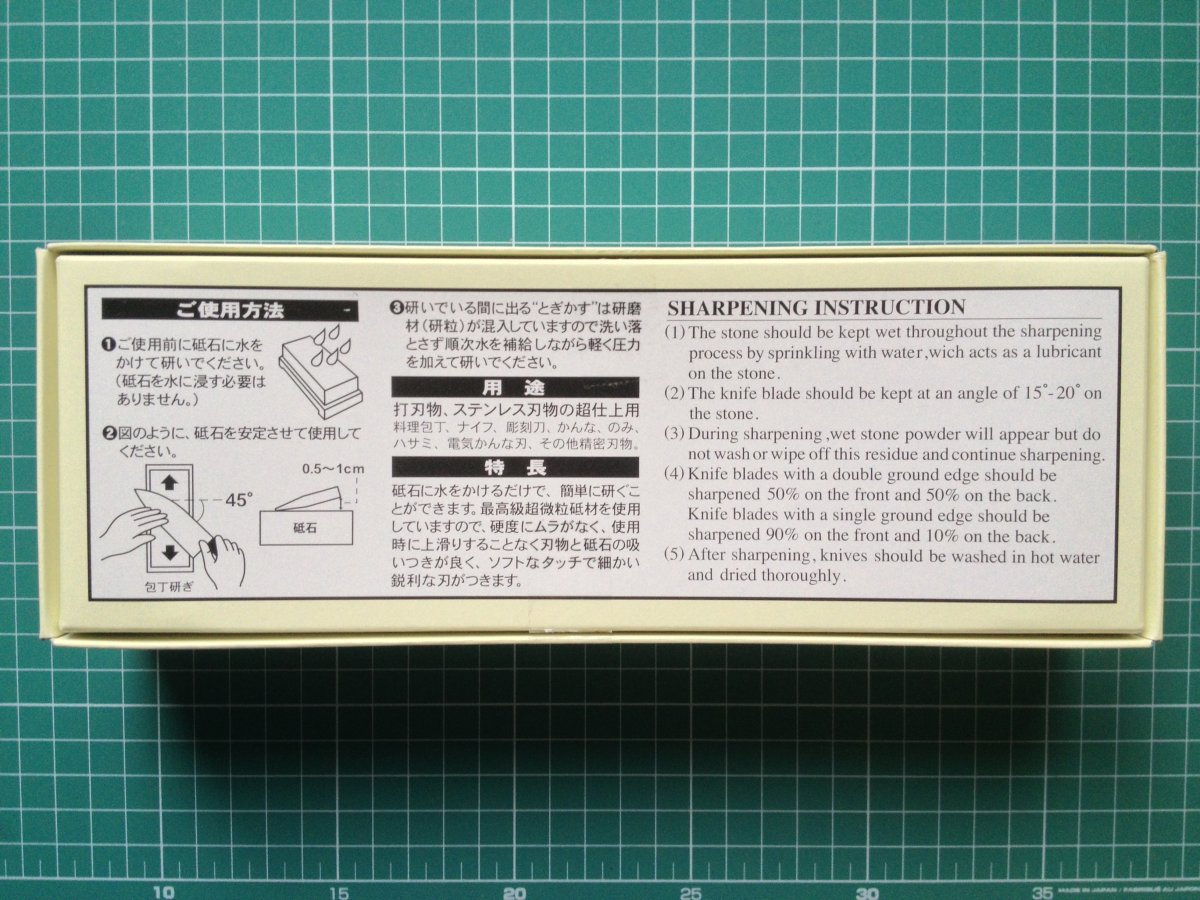 ご使用方法
❶ご使用前に砥石に水を
かけて研いでください。
(砥石を水に浸す必要は
ありません。)
❷図のように、砥石を安定させて使用して
ください。
45°
包丁研ぎ
0.5〜1cm
砥石
❸研いでいる間に出る“とぎかす”は研磨
材(研粒)が混入していますので洗い落
とさず順次水を補給しながら軽く圧力
を加えて研いでください。
用途
打刃物、ステンレス刃物の超仕上用
料理包丁、ナイフ、彫刻刀、かんな、のみ、
ハサミ、電気かんな刃、その他精密刃物。
特長
砥石に水をかけるだけで、簡単に研ぐこ
とができます。最高級超微粒砥材を使用
していますので、硬度にムラがなく、使用
時に上滑りすることなく刃物と砥石の吸
いつきが良く、ソフトなタッチで細かい
鋭利な刃がつきます。
SHARPENING INSTRUCTION
(1) The stone should be kept wet throughout the sharpening
process by sprinkling with water,wich acts as a lubricant
on the stone.
(2) The knife blade should be kept at an angle of 15°-20° on
the stone.
(3) During sharpening ,wet stone powder will appear but do
not wash or wipe off this residue and continue sharpening.
(4) Knife blades with a double ground edge should be
sharpened 50% on the front and 50% on the back.
Knife blades with a single ground edge should be
sharpened 90% on the front and 10% on the back.
(5) After sharpening, knives should be washed in hot water
and dried thoroughly.
10 15 20 25 30 35 MADE IN JAPAN / FABRIQUÉ AU JAPON